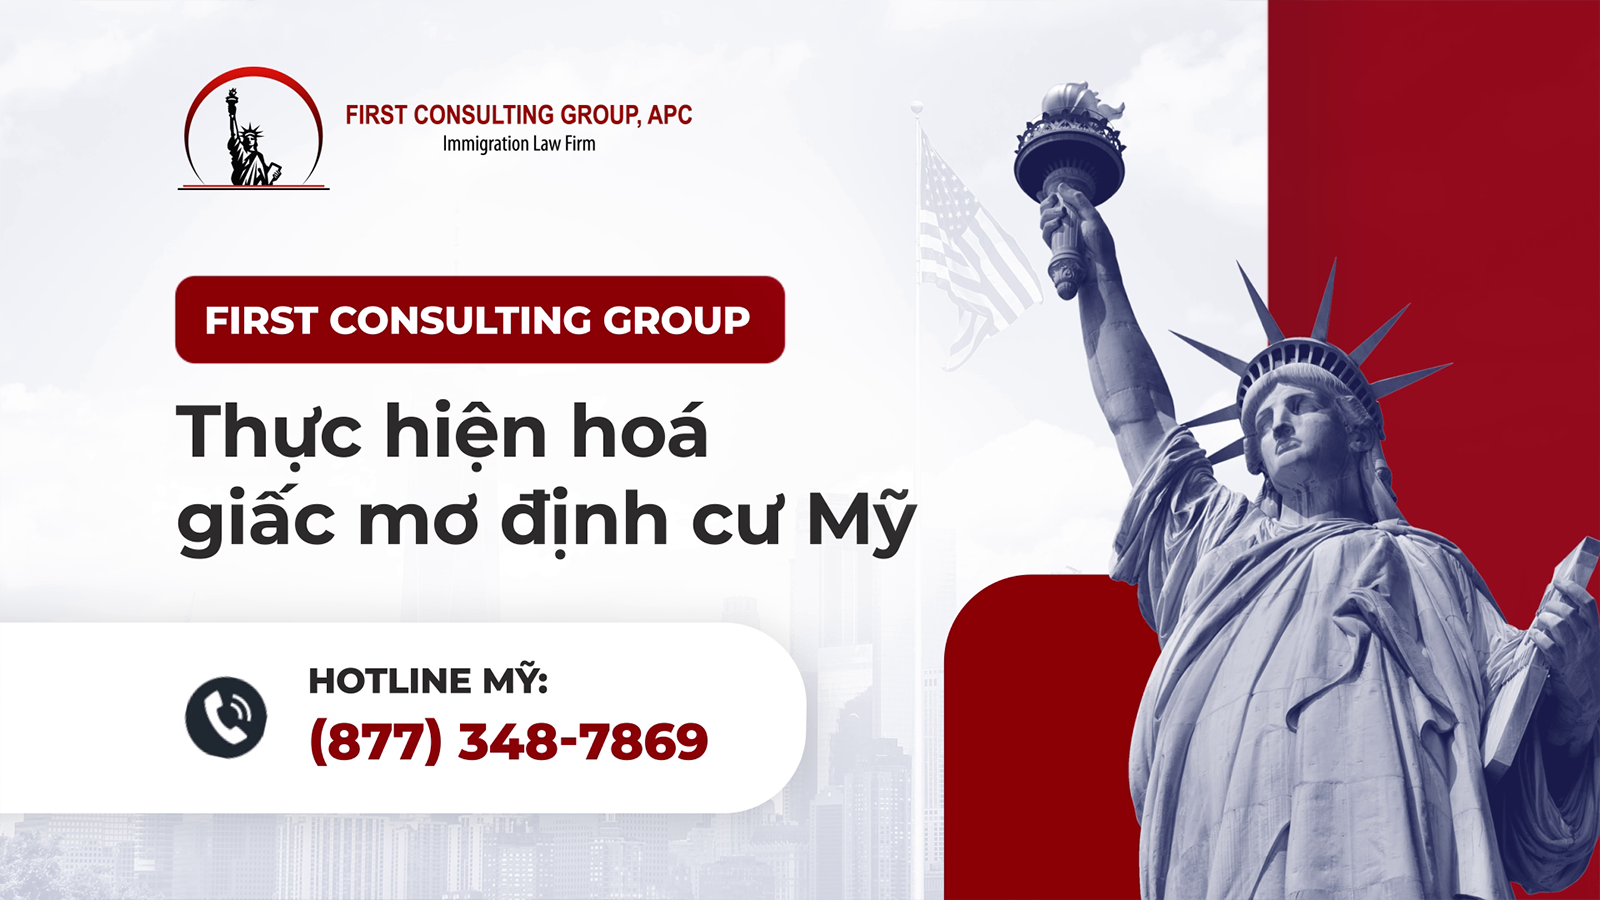 FIRST CONSULTING GROUP, APC
Immigration Law Firm
FIRST CONSULTING GROUP
Thực hiện hoá
giấc mơ định cư Mỹ
HOTLINE MỸ:
(877) 348-7869